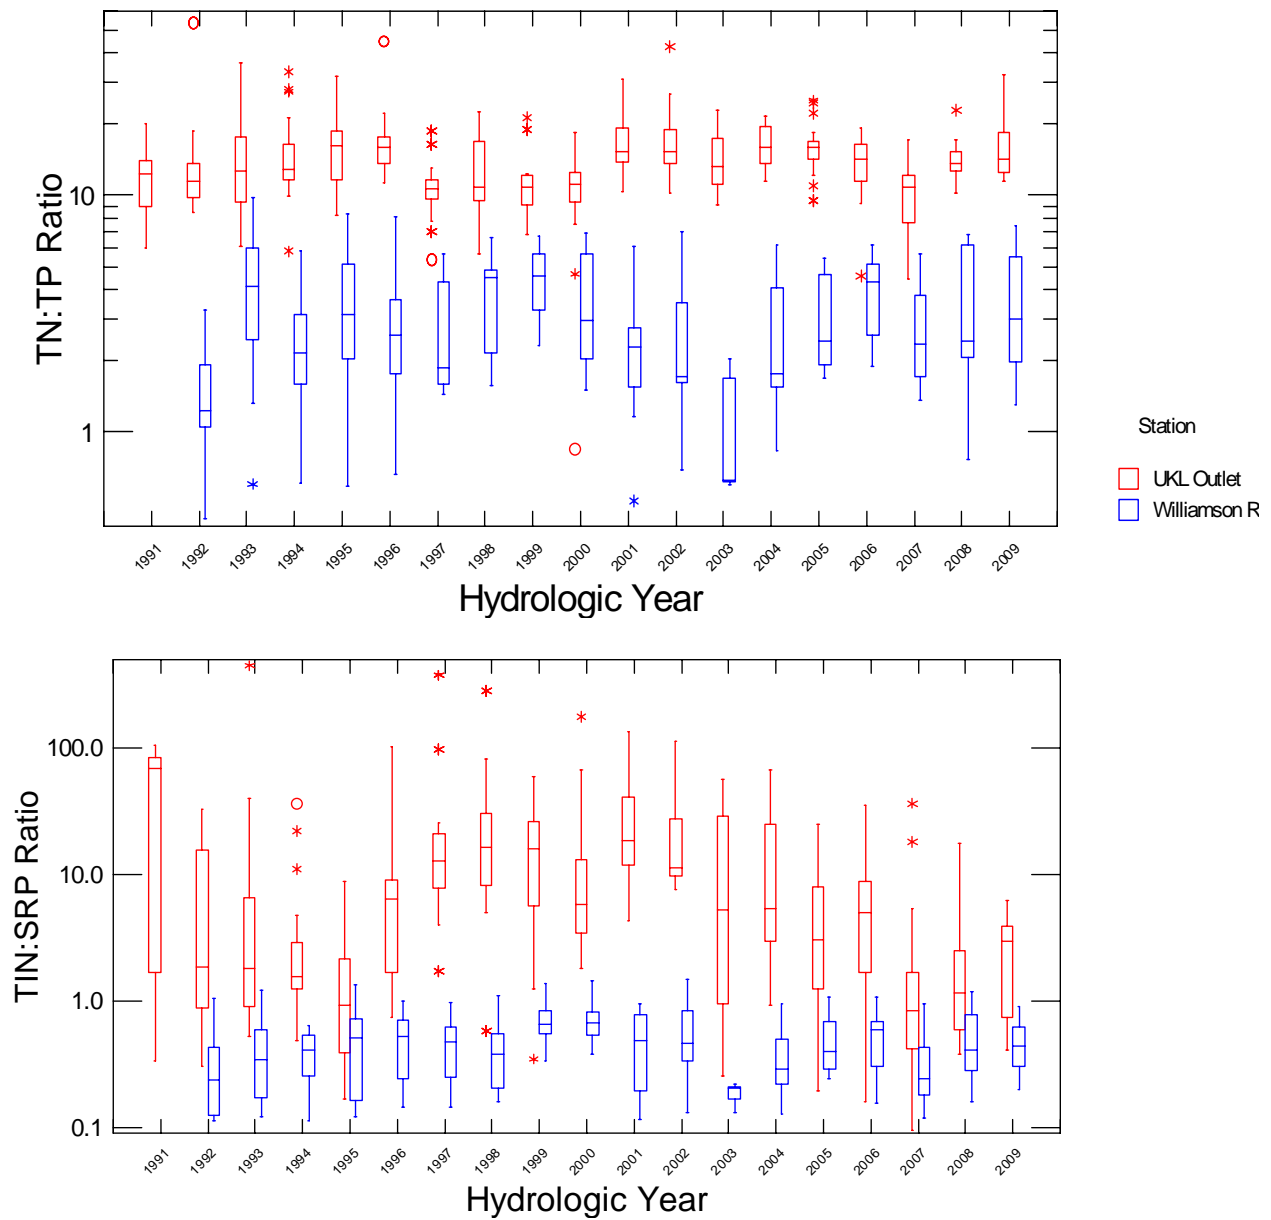 TN:TP Ratio
10
1
1991 1992 1993 1994 1995 1996 1997 1998 1999 2000 2001 2002 2003 2004 2005 2006 2007 2008 2009
Hydrologic Year
Station
UKL Outlet
Williamson R
TIN:SRP Ratio
100.0
10.0
1.0
0.1
1991 1992 1993 1994 1995 1996 1997 1998 1999 2000 2001 2002 2003 2004 2005 2006 2007 2008 2009
Hydrologic Year